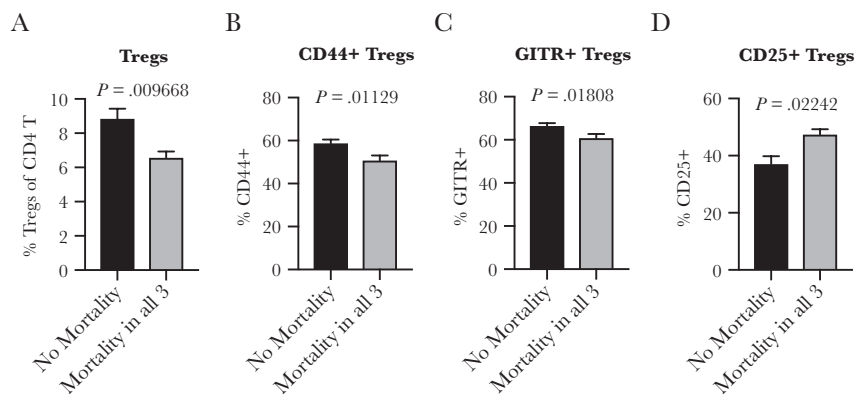 A
Tregs
P = .009668
% Tregs of CD4 T
10
8
6
4
2
0
No Mortality
Mortality in all 3
B
CD44+ Tregs
P = .01129
% CD44+
80
60
40
20
0
No Mortality
Mortality in all 3
C
GITR+ Tregs
P = .01808
% GITR+
80
60
40
20
0
No Mortality
Mortality in all 3
D
CD25+ Tregs
P = .02242
% CD25+
60
40
20
0
No Mortality
Mortality in all 3